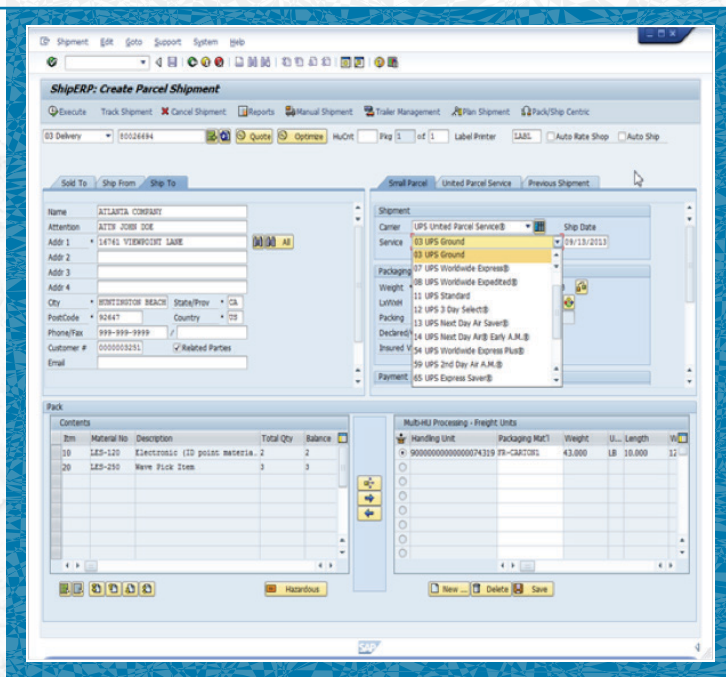 Shipment Edit Goto Support System Help
ShipERP: Create Parcel Shipment
Execute Track Shipment Cancel Shipment Reports Manual Shipment Trailer Management Plan Shipment Pack/Ship Centric
03 Delivery 80026694 Quote Optimize HuCnt Pkg 1 of 1 Label Printer LABL Auto Rate Shop Auto Ship
Sold To Ship From Ship To
Name ATLANTA COMPANY
Attention ATTN JOHN DOE
Addr 1 * 16761 VIEWPOINT LANE All
Addr 2
Addr 3
Addr 4
City * HUNTINGTON BEACH State/Prov * CA
PostCode * 92647 Country * US
Phone/Fax 999-999-9999 /
Customer # 0000003251 Related Parties
Email
Small Parcel United Parcel Service Previous Shipment
Shipment
Carrier UPS United Parcel Service® Ship Date
Service 03 UPS Ground 09/13/2013
03 UPS Ground
07 UPS Worldwide Express®
08 UPS Worldwide Expedited®
11 UPS Standard
12 UPS 3 Day Select®
13 UPS Next Day Air Saver®
14 UPS Next Day Air® Early A.M.®
54 UPS Worldwide Express Plus®
59 UPS 2nd Day Air A.M.®
65 UPS Express Saver®
Packaging
Weight *
LxWxH
Packing
Declared/
Insured V
Payment
Pack
Contents
Itm Material No Description Total Qty Balance
10 LES-120 Electronic (ID point materia. 2 2
20 LES-250 Wave Pick Item 3 3
Hazardous
Multi-HU Processing - Freight Units
Handling Unit Packaging Mat'l Weight U... Length W
90000000000000074319 FR-CARTON1 43.000 LB 10.000 12
New ... Delete Save
SAP